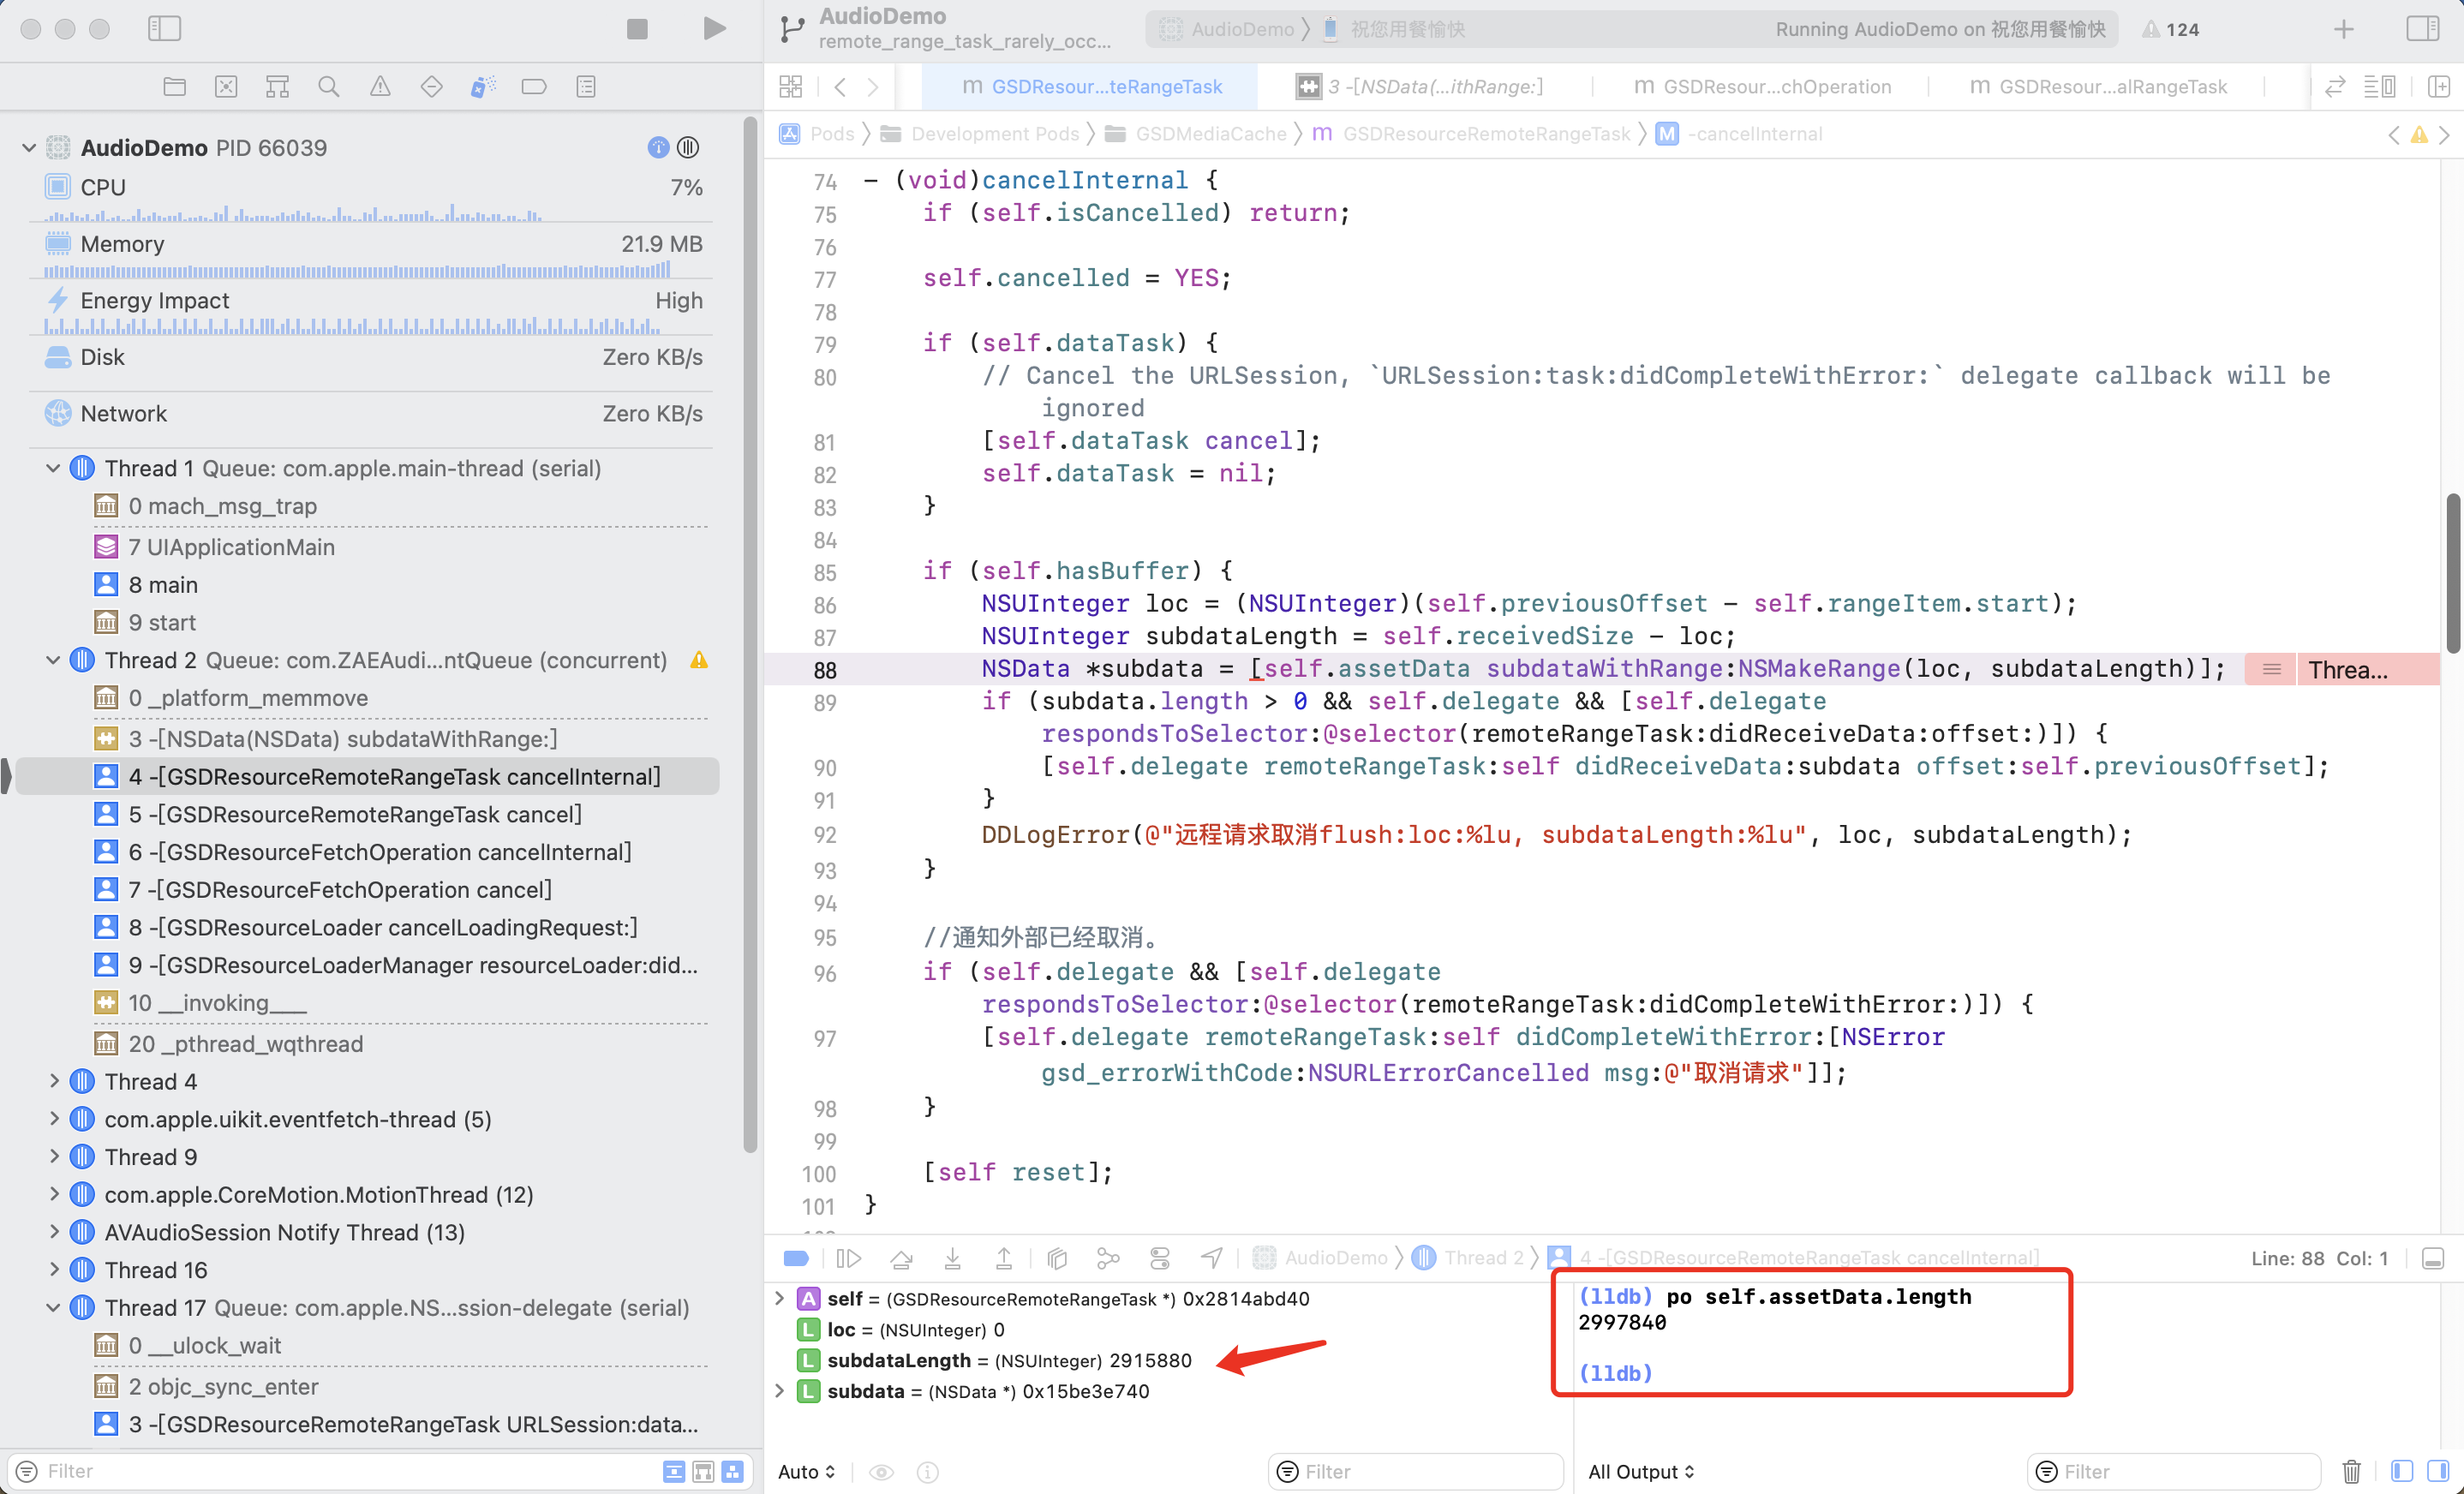 AudioDemo
remote_range_task_rarely_occ...
AudioDemo
祝您用餐愉快
Running AudioDemo on 祝您用餐愉快
124
m GSDResour...teRangeTask
3 -[NSData(...ithRange:]
m GSDResour...chOperation
m GSDResour...alRangeTask
Pods
Development Pods
GSDMediaCache
m GSDResourceRemoteRangeTask
M -cancelInternal
AudioDemo PID 66039
CPU 7%
Memory 21.9 MB
Energy Impact High
Disk Zero KB/s
Network Zero KB/s
Thread 1 Queue: com.apple.main-thread (serial)
0 mach_msg_trap
7 UIApplicationMain
8 main
9 start
Thread 2 Queue: com.ZAEAudi...ntQueue (concurrent)
0 _platform_memmove
3 -[NSData(NSData) subdataWithRange:]
4 -[GSDResourceRemoteRangeTask cancelInternal]
5 -[GSDResourceRemoteRangeTask cancel]
6 -[GSDResourceFetchOperation cancelInternal]
7 -[GSDResourceFetchOperation cancel]
8 -[GSDResourceLoader cancelLoadingRequest:]
9 -[GSDResourceLoaderManager resourceLoader:did...
10 __invoking___
20 _pthread_wqthread
Thread 4
com.apple.uikit.eventfetch-thread (5)
Thread 9
com.apple.CoreMotion.MotionThread (12)
AVAudioSession Notify Thread (13)
Thread 16
Thread 17 Queue: com.apple.NS...ssion-delegate (serial)
0 __ulock_wait
2 objc_sync_enter
3 -[GSDResourceRemoteRangeTask URLSession:data...
Filter
74 - (void)cancelInternal {
75 if (self.isCancelled) return;
76
77 self.cancelled = YES;
78
79 if (self.dataTask) {
80 // Cancel the URLSession, `URLSession:task:didCompleteWithError:` delegate callback will be
ignored
81 [self.dataTask cancel];
82 self.dataTask = nil;
83 }
84
85 if (self.hasBuffer) {
86 NSUInteger loc = (NSUInteger)(self.previousOffset - self.rangeItem.start);
87 NSUInteger subdataLength = self.receivedSize - loc;
88 NSData *subdata = [self.assetData subdataWithRange:NSMakeRange(loc, subdataLength)]; Threa...
89 if (subdata.length > 0 && self.delegate && [self.delegate
respondsToSelector:@selector(remoteRangeTask:didReceiveData:offset:)]) {
90 [self.delegate remoteRangeTask:self didReceiveData:subdata offset:self.previousOffset];
91 }
92 DDLogError(@"远程请求取消flush:loc:%lu, subdataLength:%lu", loc, subdataLength);
93 }
94
95 //通知外部已经取消。
96 if (self.delegate && [self.delegate
respondsToSelector:@selector(remoteRangeTask:didCompleteWithError:)]) {
97 [self.delegate remoteRangeTask:self didCompleteWithError:[NSError
gsd_errorWithCode:NSURLErrorCancelled msg:@"取消请求"]];
98 }
99
100 [self reset];
101 }
AudioDemo
Thread 2
4 -[GSDResourceRemoteRangeTask cancelInternal]
Line: 88 Col: 1
A self = (GSDResourceRemoteRangeTask *) 0x2814abd40
L loc = (NSUInteger) 0
L subdataLength = (NSUInteger) 2915880
L subdata = (NSData *) 0x15be3e740
(lldb) po self.assetData.length
2997840
(lldb)
Auto
Filter
All Output
Filter